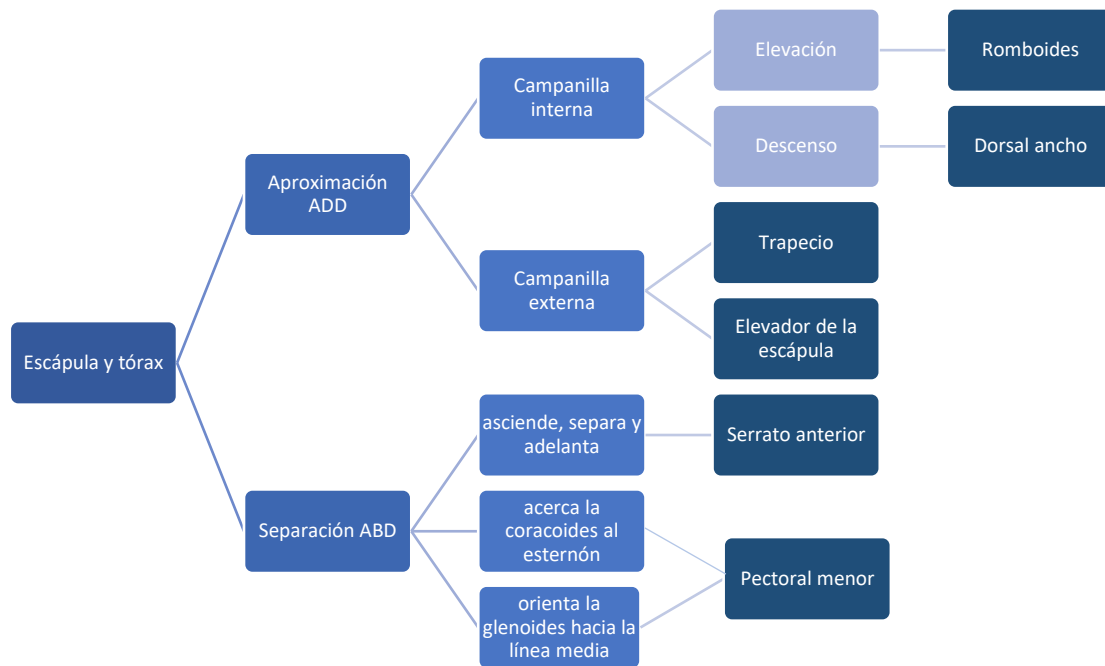 Escápula y tórax
Aproximación
ADD
Campanilla
interna
Elevación
Romboides
Descenso
Dorsal ancho
Campanilla
externa
Trapecio
Elevador de la
escápula
Separación ABD
asciende, separa y
adelanta
Serrato anterior
acerca la
coracoides al
esternón
orienta la
glenoides hacia la
línea media
Pectoral menor